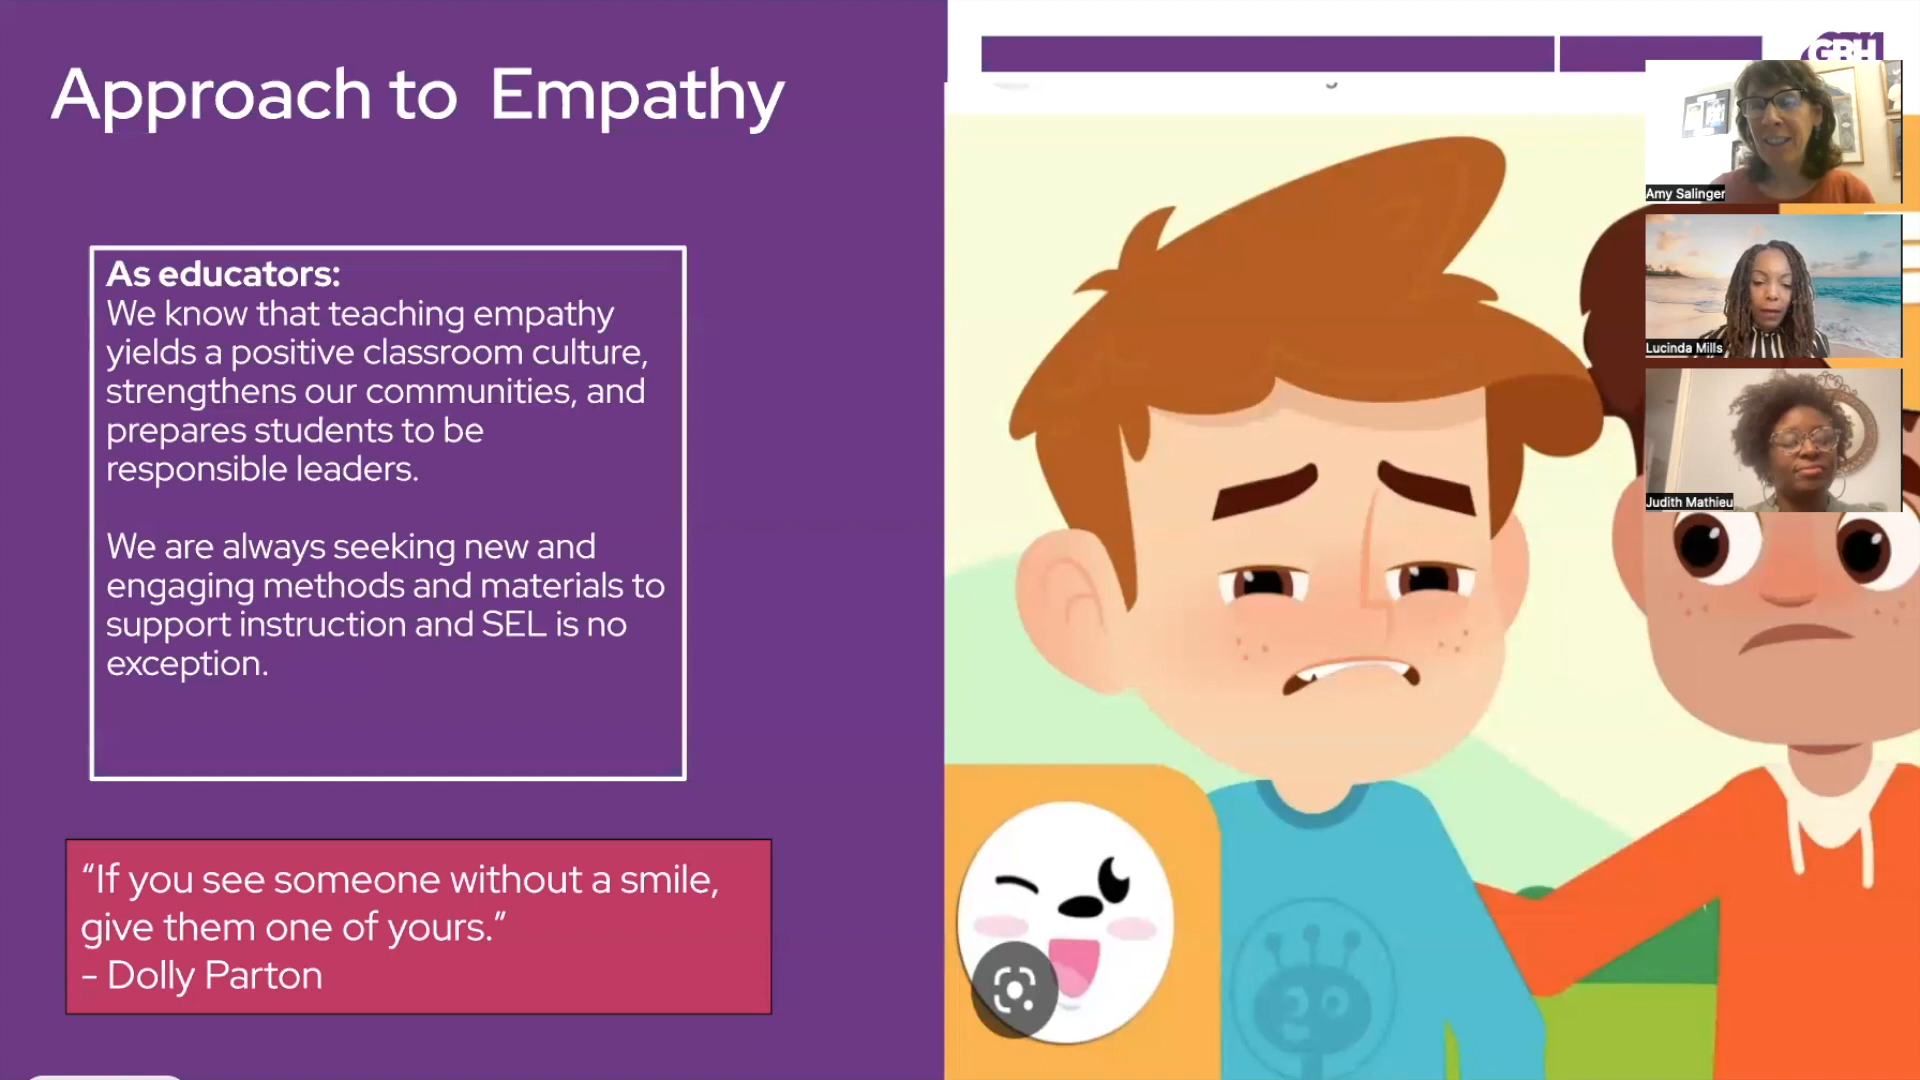 Approach to Empathy
As educators:
We know that teaching empathy
yields a positive classroom culture,
strengthens our communities, and
prepares students to be
responsible leaders.
We are always seeking new and
engaging methods and materials to
support instruction and SEL is no
exception.
“If you see someone without a smile,
give them one of yours.”
– Dolly Parton
GBH
Amy Salinger
Lucinda Mills
Judith Mathieu